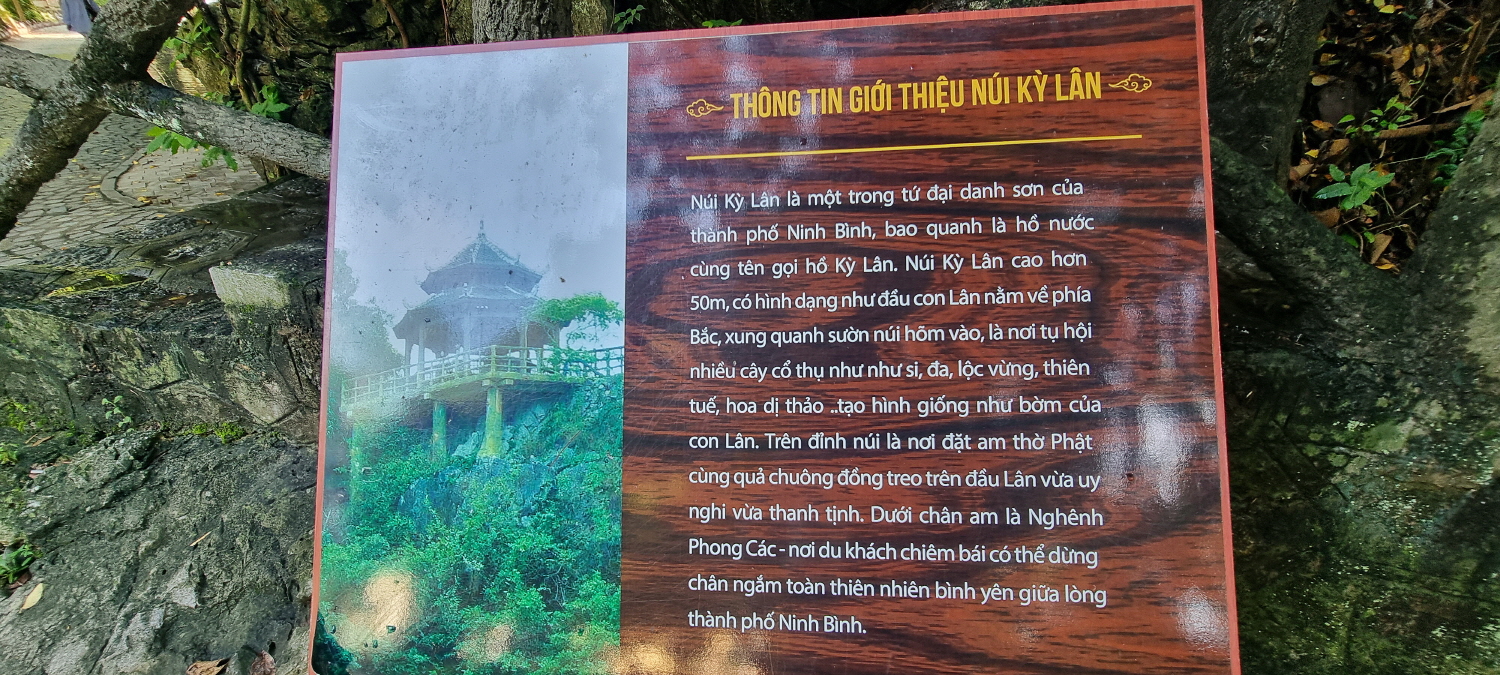 THÔNG TIN GIỚI THIỆU NÚI KỲ LÂN
Núi Kỳ Lân là một trong tứ đại danh sơn của
thành phố Ninh Bình, bao quanh là hồ nước
cùng tên gọi hồ Kỳ Lân. Núi Kỳ Lân cao hơn
50m, có hình dạng như đầu con Lân nằm về phía
Bắc, xung quanh sườn núi hõm vào, là nơi tụ hội
nhiều cây cổ thụ như như si, đa, lộc vừng, thiên
tuế, hoa dị thảo ..tạo hình giống như bờm của
con Lân. Trên đỉnh núi là nơi đặt am thờ Phật
cùng quả chuông đồng treo trên đầu Lân vừa uy
nghi vừa thanh tịnh. Dưới chân am là Nghênh
Phong Các - nơi du khách chiêm bái có thể dừng
chân ngắm toàn thiên nhiên bình yên giữa lòng
thành phố Ninh Bình.